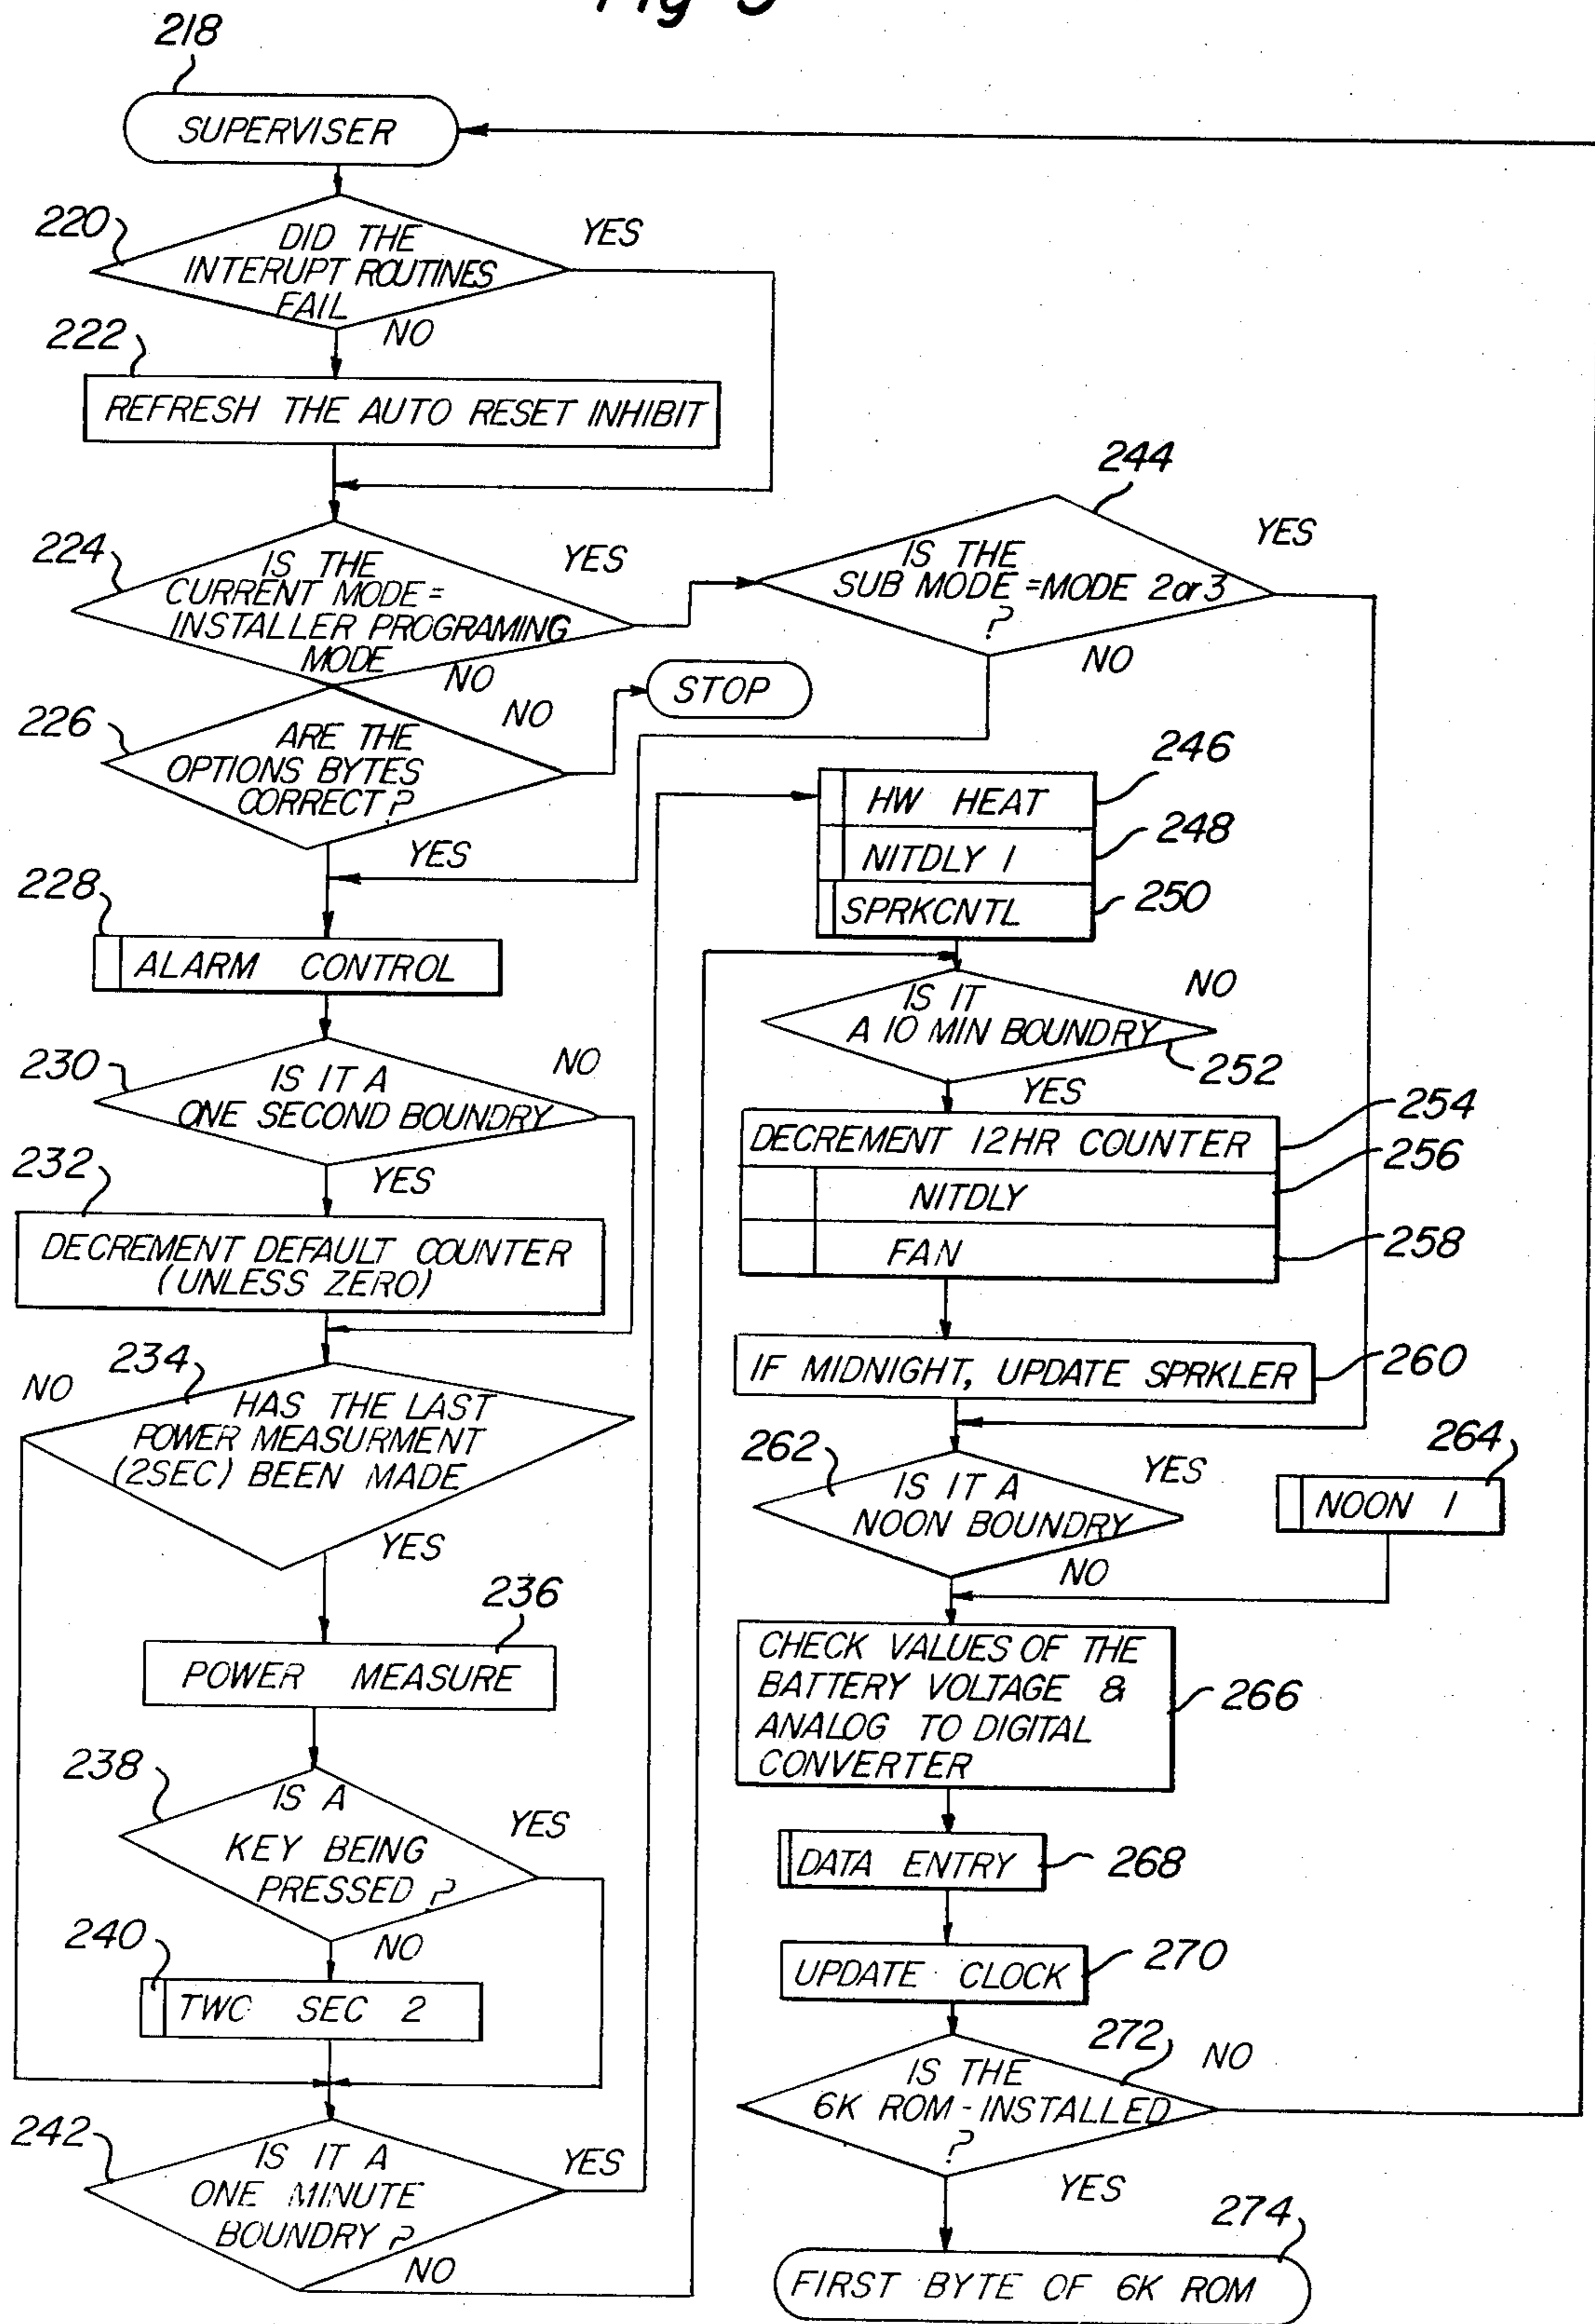 218
SUPERVISER
220
DID THE
INTERUPT ROUTINES
FAIL
YES
NO
222
REFRESH THE AUTO RESET INHIBIT
224
IS THE
CURRENT MODE=
INSTALLER PROGRAMING
MODE
YES
NO
226
ARE THE
OPTIONS BYTES
CORRECT?
NO
STOP
YES
228
ALARM CONTROL
230
IS IT A
ONE SECOND BOUNDRY
NO
YES
232
DECREMENT DEFAULT COUNTER
(UNLESS ZERO)
234
NO
HAS THE LAST
POWER MEASURMENT
(2SEC) BEEN MADE
YES
236
POWER MEASURE
238
IS A
KEY BEING
PRESSED ?
YES
NO
240
TWO SEC 2
242
IS IT A
ONE MINUTE
BOUNDRY ?
YES
NO
244
IS THE
SUB MODE =MODE 2 or 3
?
YES
NO
246
HW HEAT
248
NITDLY 1
250
SPRKCNTL
IS IT
A 10 MIN BOUNDRY
NO
252
YES
254
DECREMENT 12HR COUNTER
256
NITDLY
258
FAN
IF MIDNIGHT, UPDATE SPRKLER
260
262
IS IT A
NOON BOUNDRY
YES
264
NOON 1
NO
CHECK VALUES OF THE
BATTERY VOLTAGE &
ANALOG TO DIGITAL
CONVERTER
266
DATA ENTRY
268
UPDATE CLOCK
270
272
IS THE
6K ROM-INSTALLED
?
NO
YES
274
FIRST BYTE OF 6K ROM